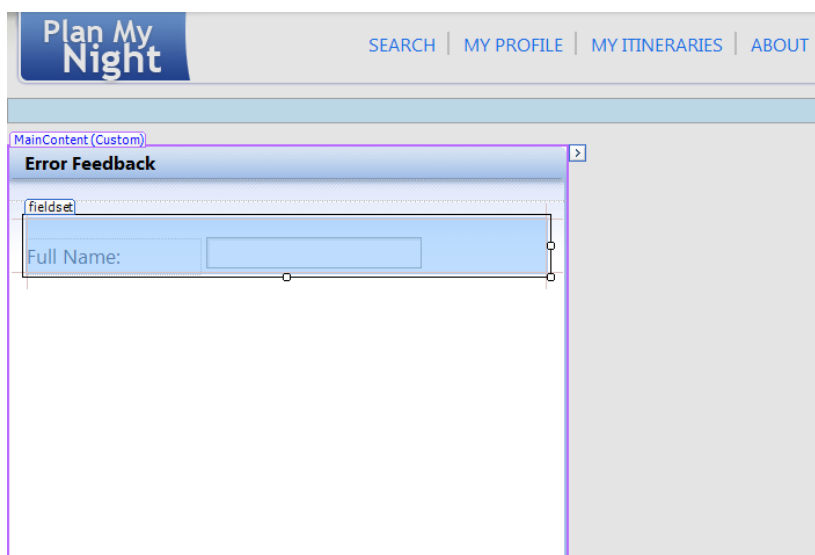 Plan My
Night
SEARCH | MY PROFILE | MY ITINERARIES | ABOUT
MainContent (Custom)
Error Feedback
fieldset
Full Name: